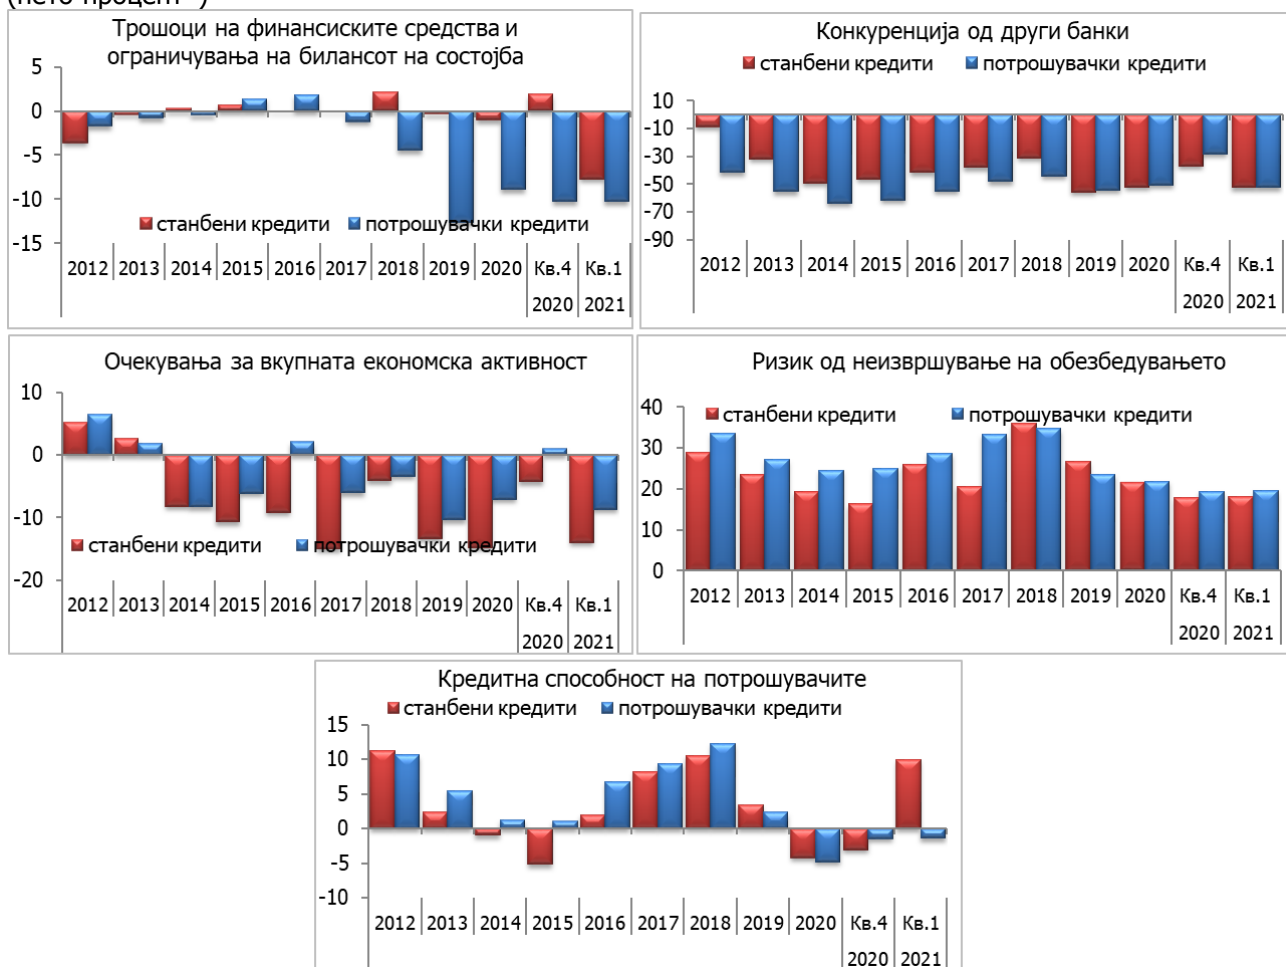 Трошоци на финансиските средства и
ограничувања на билансот на состојба
5
0
-5
-10
-15
станбени кредити потрошувачки кредити
2012 2013 2014 2015 2016 2017 2018 2019 2020 Кв.4 Кв.1
2020 2021
Конкуренција од други банки
станбени кредити потрошувачки кредити
10
-10
-30
-50
-70
-90
2012 2013 2014 2015 2016 2017 2018 2019 2020 Кв.4 Кв.1
2020 2021
Очекувања за вкупната економска активност
10
0
-10
-20
станбени кредити потрошувачки кредити
2012 2013 2014 2015 2016 2017 2018 2019 2020 Кв.4 Кв.1
2020 2021
Ризик од неизвршување на обезбедувањето
станбени кредити потрошувачки кредити
40
30
20
10
0
2012 2013 2014 2015 2016 2017 2018 2019 2020 Кв.4 Кв.1
2020 2021
Кредитна способност на потрошувачите
станбени кредити потрошувачки кредити
15
10
5
0
-5
-10
2012 2013 2014 2015 2016 2017 2018 2019 2020 Кв.4 Кв.1
2020 2021